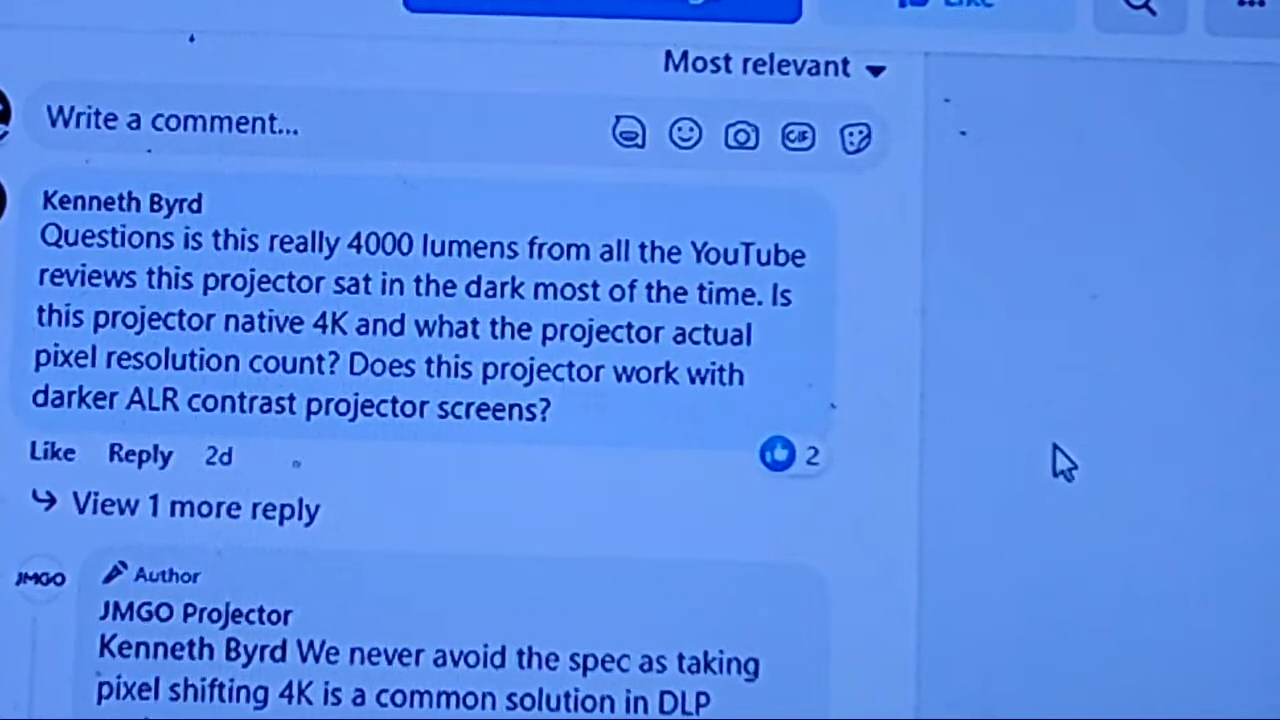 Most relevant
Write a comment...
GIF
Kenneth Byrd
Questions is this really 4000 lumens from all the YouTube
reviews this projector sat in the dark most of the time. Is
this projector native 4K and what the projector actual
pixel resolution count? Does this projector work with
darker ALR contrast projector screens?
Like Reply 2d 2
View 1 more reply
JMGO
Author
JMGO Projector
Kenneth Byrd We never avoid the spec as taking
pixel shifting 4K is a common solution in DLP